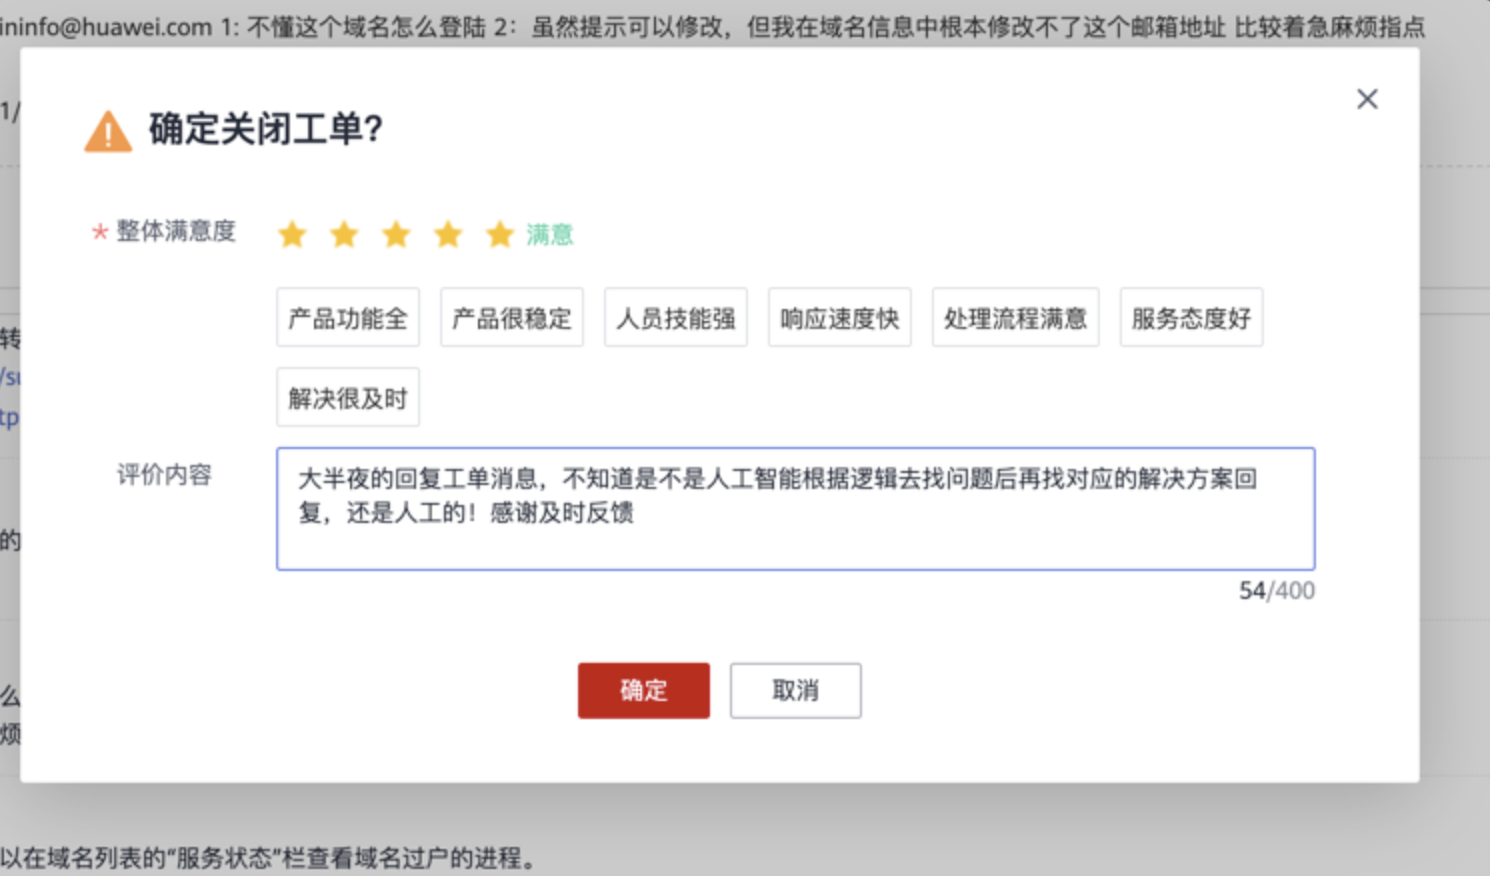 ininfo@huawei.com 1: 不懂这个域名怎么登陆 2：虽然提示可以修改，但我在域名信息中根本修改不了这个邮箱地址 比较着急麻烦指点
1/
确定关闭工单？
* 整体满意度 满意
产品功能全 产品很稳定 人员技能强 响应速度快 处理流程满意 服务态度好
转
/su
解决很及时
tp
评价内容
大半夜的回复工单消息，不知道是不是人工智能根据逻辑去找问题后再找对应的解决方案回
复，还是人工的！感谢及时反馈
的
54/400
确定 取消
么
烦
以在域名列表的“服务状态”栏查看域名过户的进程。